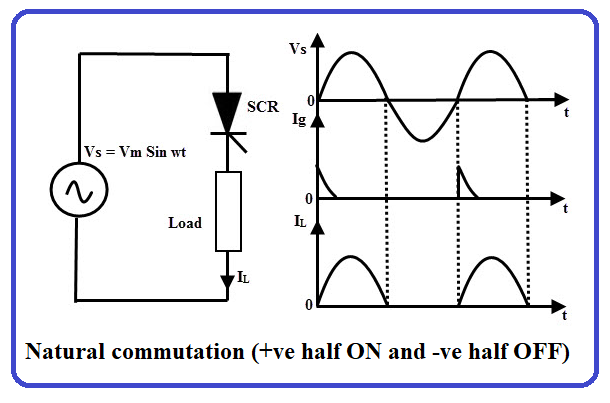 Vs = Vm Sin wt
SCR
Load
IL
Vs
0
t
Ig
0
t
IL
0
t
Natural commutation (+ve half ON and -ve half OFF)